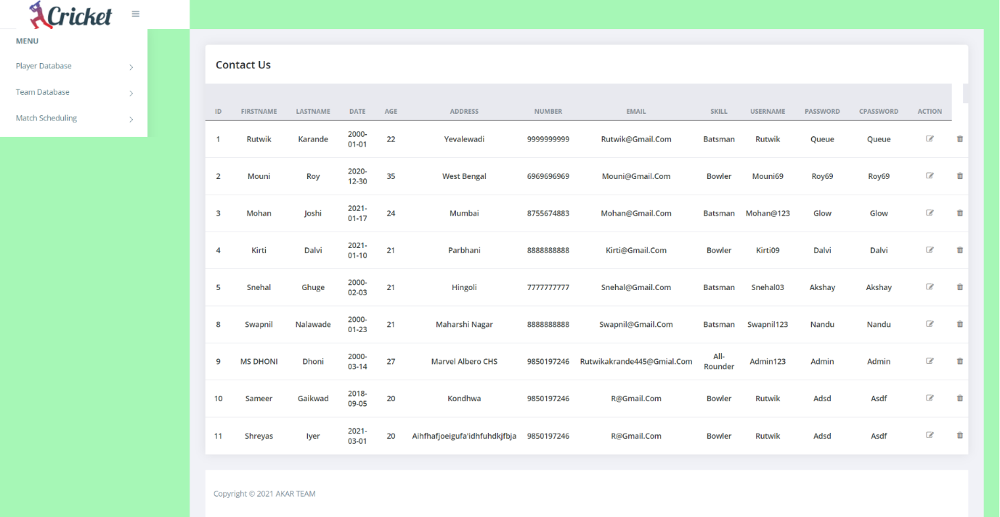 Cricket
MENU
Player Database
Team Database
Match Scheduling
Contact Us
ID FIRSTNAME LASTNAME DATE AGE ADDRESS NUMBER EMAIL SKILL USERNAME PASSWORD CPASSWORD ACTION
1 Rutwik Karande 2000-01-01 22 Yevalewadi 9999999999 Rutwik@Gmail.Com Batsman Rutwik Queue Queue
2 Mouni Roy 2020-12-30 35 West Bengal 6969696969 Mouni@Gmail.Com Bowler Mouni69 Roy69 Roy69
3 Mohan Joshi 2021-01-17 24 Mumbai 8755674883 Mohan@Gmail.Com Batsman Mohan@123 Glow Glow
4 Kirti Dalvi 2021-01-10 21 Parbhani 8888888888 Kirti@Gmail.Com Bowler Kirti09 Dalvi Dalvi
5 Snehal Ghuge 2000-02-03 21 Hingoli 7777777777 Snehal@Gmail.Com Batsman Snehal03 Akshay Akshay
8 Swapnil Nalawade 2000-01-23 21 Maharshi Nagar 8888888888 Swapnil@Gmail.Com Batsman Swapnil123 Nandu Nandu
9 MS DHONI Dhoni 2000-03-14 27 Marvel Albero CHS 9850197246 Rutwikakrande445@Gmial.Com All-Rounder Admin123 Admin Admin
10 Sameer Gaikwad 2018-09-05 20 Kondhwa 9850197246 R@Gmail.Com Bowler Rutwik Adsd Asdf
11 Shreyas Iyer 2021-03-01 20 Aihfhafjoeigufa'idhfuhdkjfbja 9850197246 R@Gmail.Com Bowler Rutwik Adsd Asdf
Copyright © 2021 AKAR TEAM